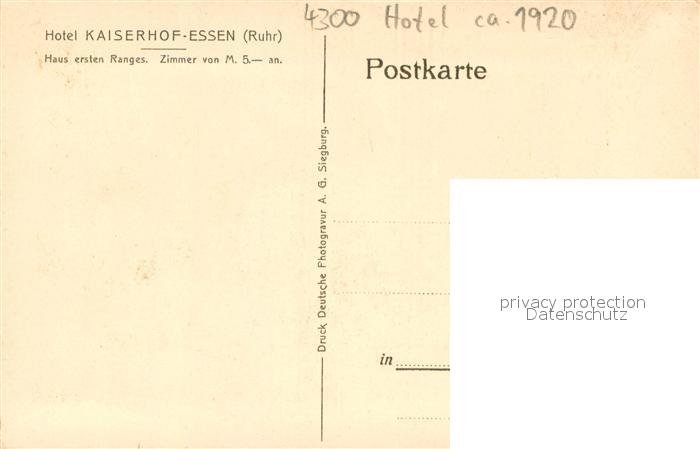 4300 Hotel ca. 1920
Hotel KAISERHOF-ESSEN (Ruhr)
Haus ersten Ranges. Zimmer von M. 5.— an.
Postkarte
Druck Deutsche Photogravur A. G. Siegburg.
privacy protection
Datenschutz
in